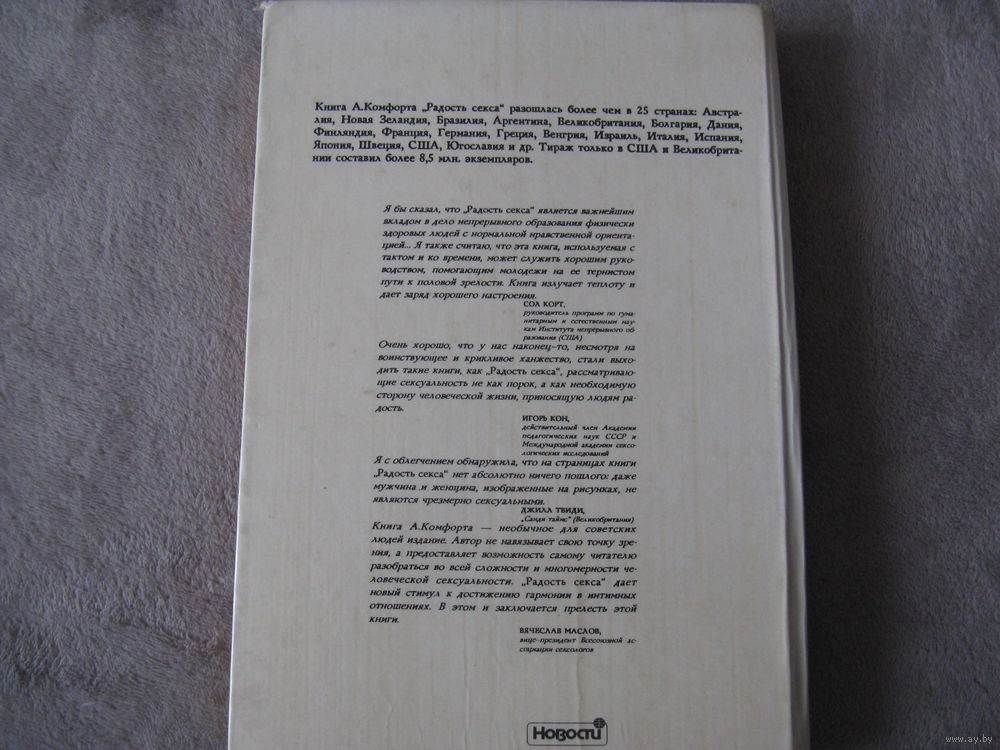 Книга А.Комфорта „Радость секса“ разошлась более чем в 25 странах: Австра-
лия, Новая Зеландия, Бразилия, Аргентина, Великобритания, Болгария, Дания,
Финляндия, Франция, Германия, Греция, Венгрия, Израиль, Италия, Испания,
Япония, Швеция, США, Югославия и др. Тираж только в США и Великобрита-
нии составил более 8,5 млн. экземпляров.
Я бы сказал, что „Радость секса“ является важнейшим
вкладом в дело непрерывного образования физически
здоровых людей с нормальной нравственной ориента-
цией... Я также считаю, что эта книга, используемая с
тактом и ко времени, может служить хорошим руко-
водством, помогающим молодежи на ее тернистом
пути к половой зрелости. Книга излучает теплоту и
дает заряд хорошего настроения.
СОЛ КОРТ,
руководитель программ по гума-
нитарным и естественным нау-
кам Института непрерывного об-
разования (США)
Очень хорошо, что у нас наконец-то, несмотря на
воинствующее и крикливое ханжество, стали выхо-
дить такие книги, как „Радость секса“, рассматриваю-
щие сексуальность не как порок, а как необходимую
сторону человеческой жизни, приносящую людям ра-
дость.
ИГОРЬ КОН,
действительный член Академии
педагогических наук СССР и
Международной академии сексо-
логических исследований
Я с облегчением обнаружила, что на страницах книги
„Радость секса“ нет абсолютно ничего пошлого: даже
мужчина и женщина, изображенные на рисунках, не
являются чрезмерно сексуальными.
ДЖИЛЛ ТВИДИ,
„Санди таймс“ (Великобритания)
Книга А.Комфорта — необычное для советских
людей издание. Автор не навязывает свою точку зре-
ния, а предоставляет возможность самому читателю
разобраться во всей сложности и многомерности че-
ловеческой сексуальности. „Радость секса“ дает
новый стимул к достижению гармонии в интимных
отношениях. В этом и заключается прелесть этой
книги.
ВЯЧЕСЛАВ МАСЛОВ,
вице-президент Всесоюзной ас-
социации сексологов
Новости
www.ay.by